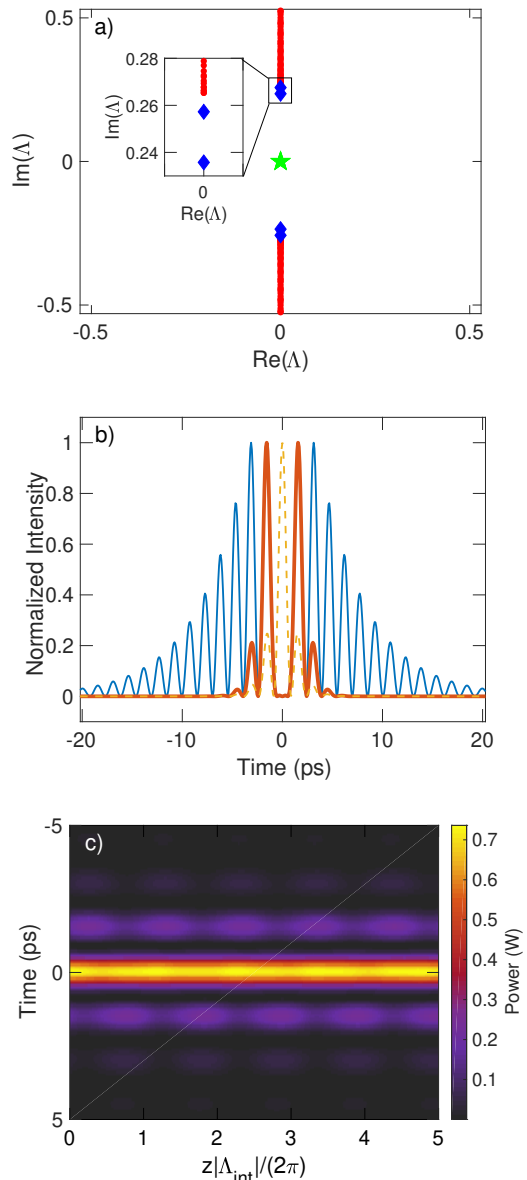 a)
0.5
0
-0.5
Im(Λ)
0.28
0.26
0.24
Im(Λ)
0
Re(Λ)
-0.5 0 0.5
Re(Λ)
b)
1
0.8
0.6
0.4
0.2
0
Normalized Intensity
-20 -10 0 10 20
Time (ps)
c)
-5
0
5
Time (ps)
0 1 2 3 4 5
z|Λint|/(2π)
0.7
0.6
0.5
0.4
0.3
0.2
0.1
Power (W)